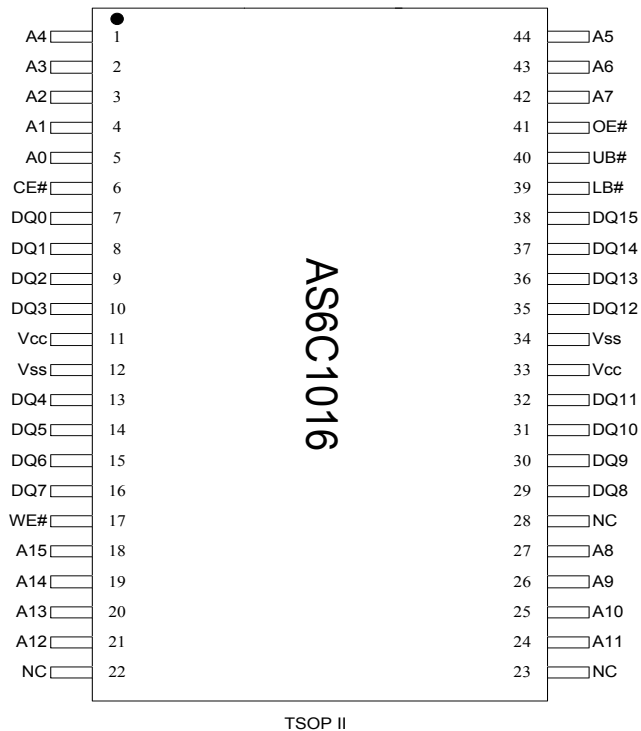 A4 1 44 A5
A3 2 43 A6
A2 3 42 A7
A1 4 41 OE#
A0 5 40 UB#
CE# 6 39 LB#
DQ0 7 38 DQ15
DQ1 8 37 DQ14
DQ2 9 36 DQ13
DQ3 10 35 DQ12
Vcc 11 34 Vss
Vss 12 33 Vcc
DQ4 13 32 DQ11
DQ5 14 31 DQ10
DQ6 15 30 DQ9
DQ7 16 29 DQ8
WE# 17 28 NC
A15 18 27 A8
A14 19 26 A9
A13 20 25 A10
A12 21 24 A11
NC 22 23 NC
AS6C1016
TSOP II